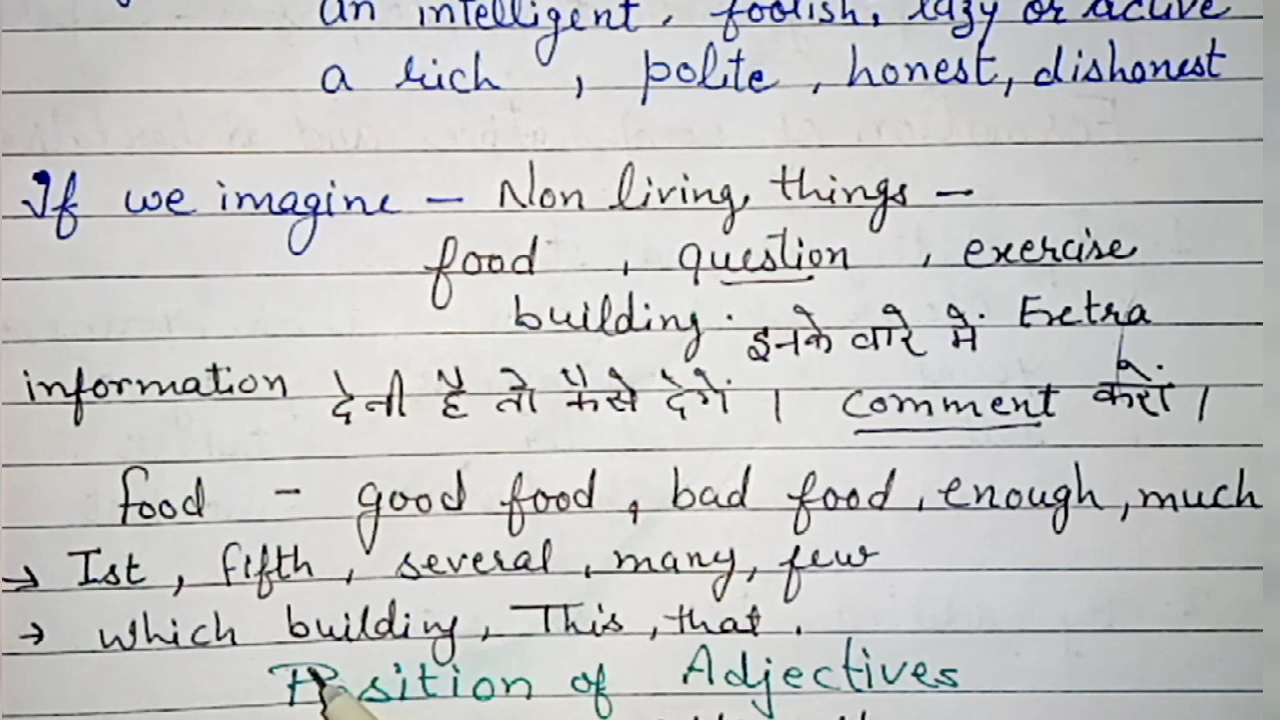 an intelligent, foolish, lazy or active
a rich , polite , honest, dishonest
If we imagine – Non living things –
food , question , exercise
building. इनके बारे में Extra
information देनी है तो कैसे देंगे । comment करो ।
food - good food, bad food, enough, much
→ Ist, fifth, several, many, few
→ which building, This, that.
Position of Adjectives